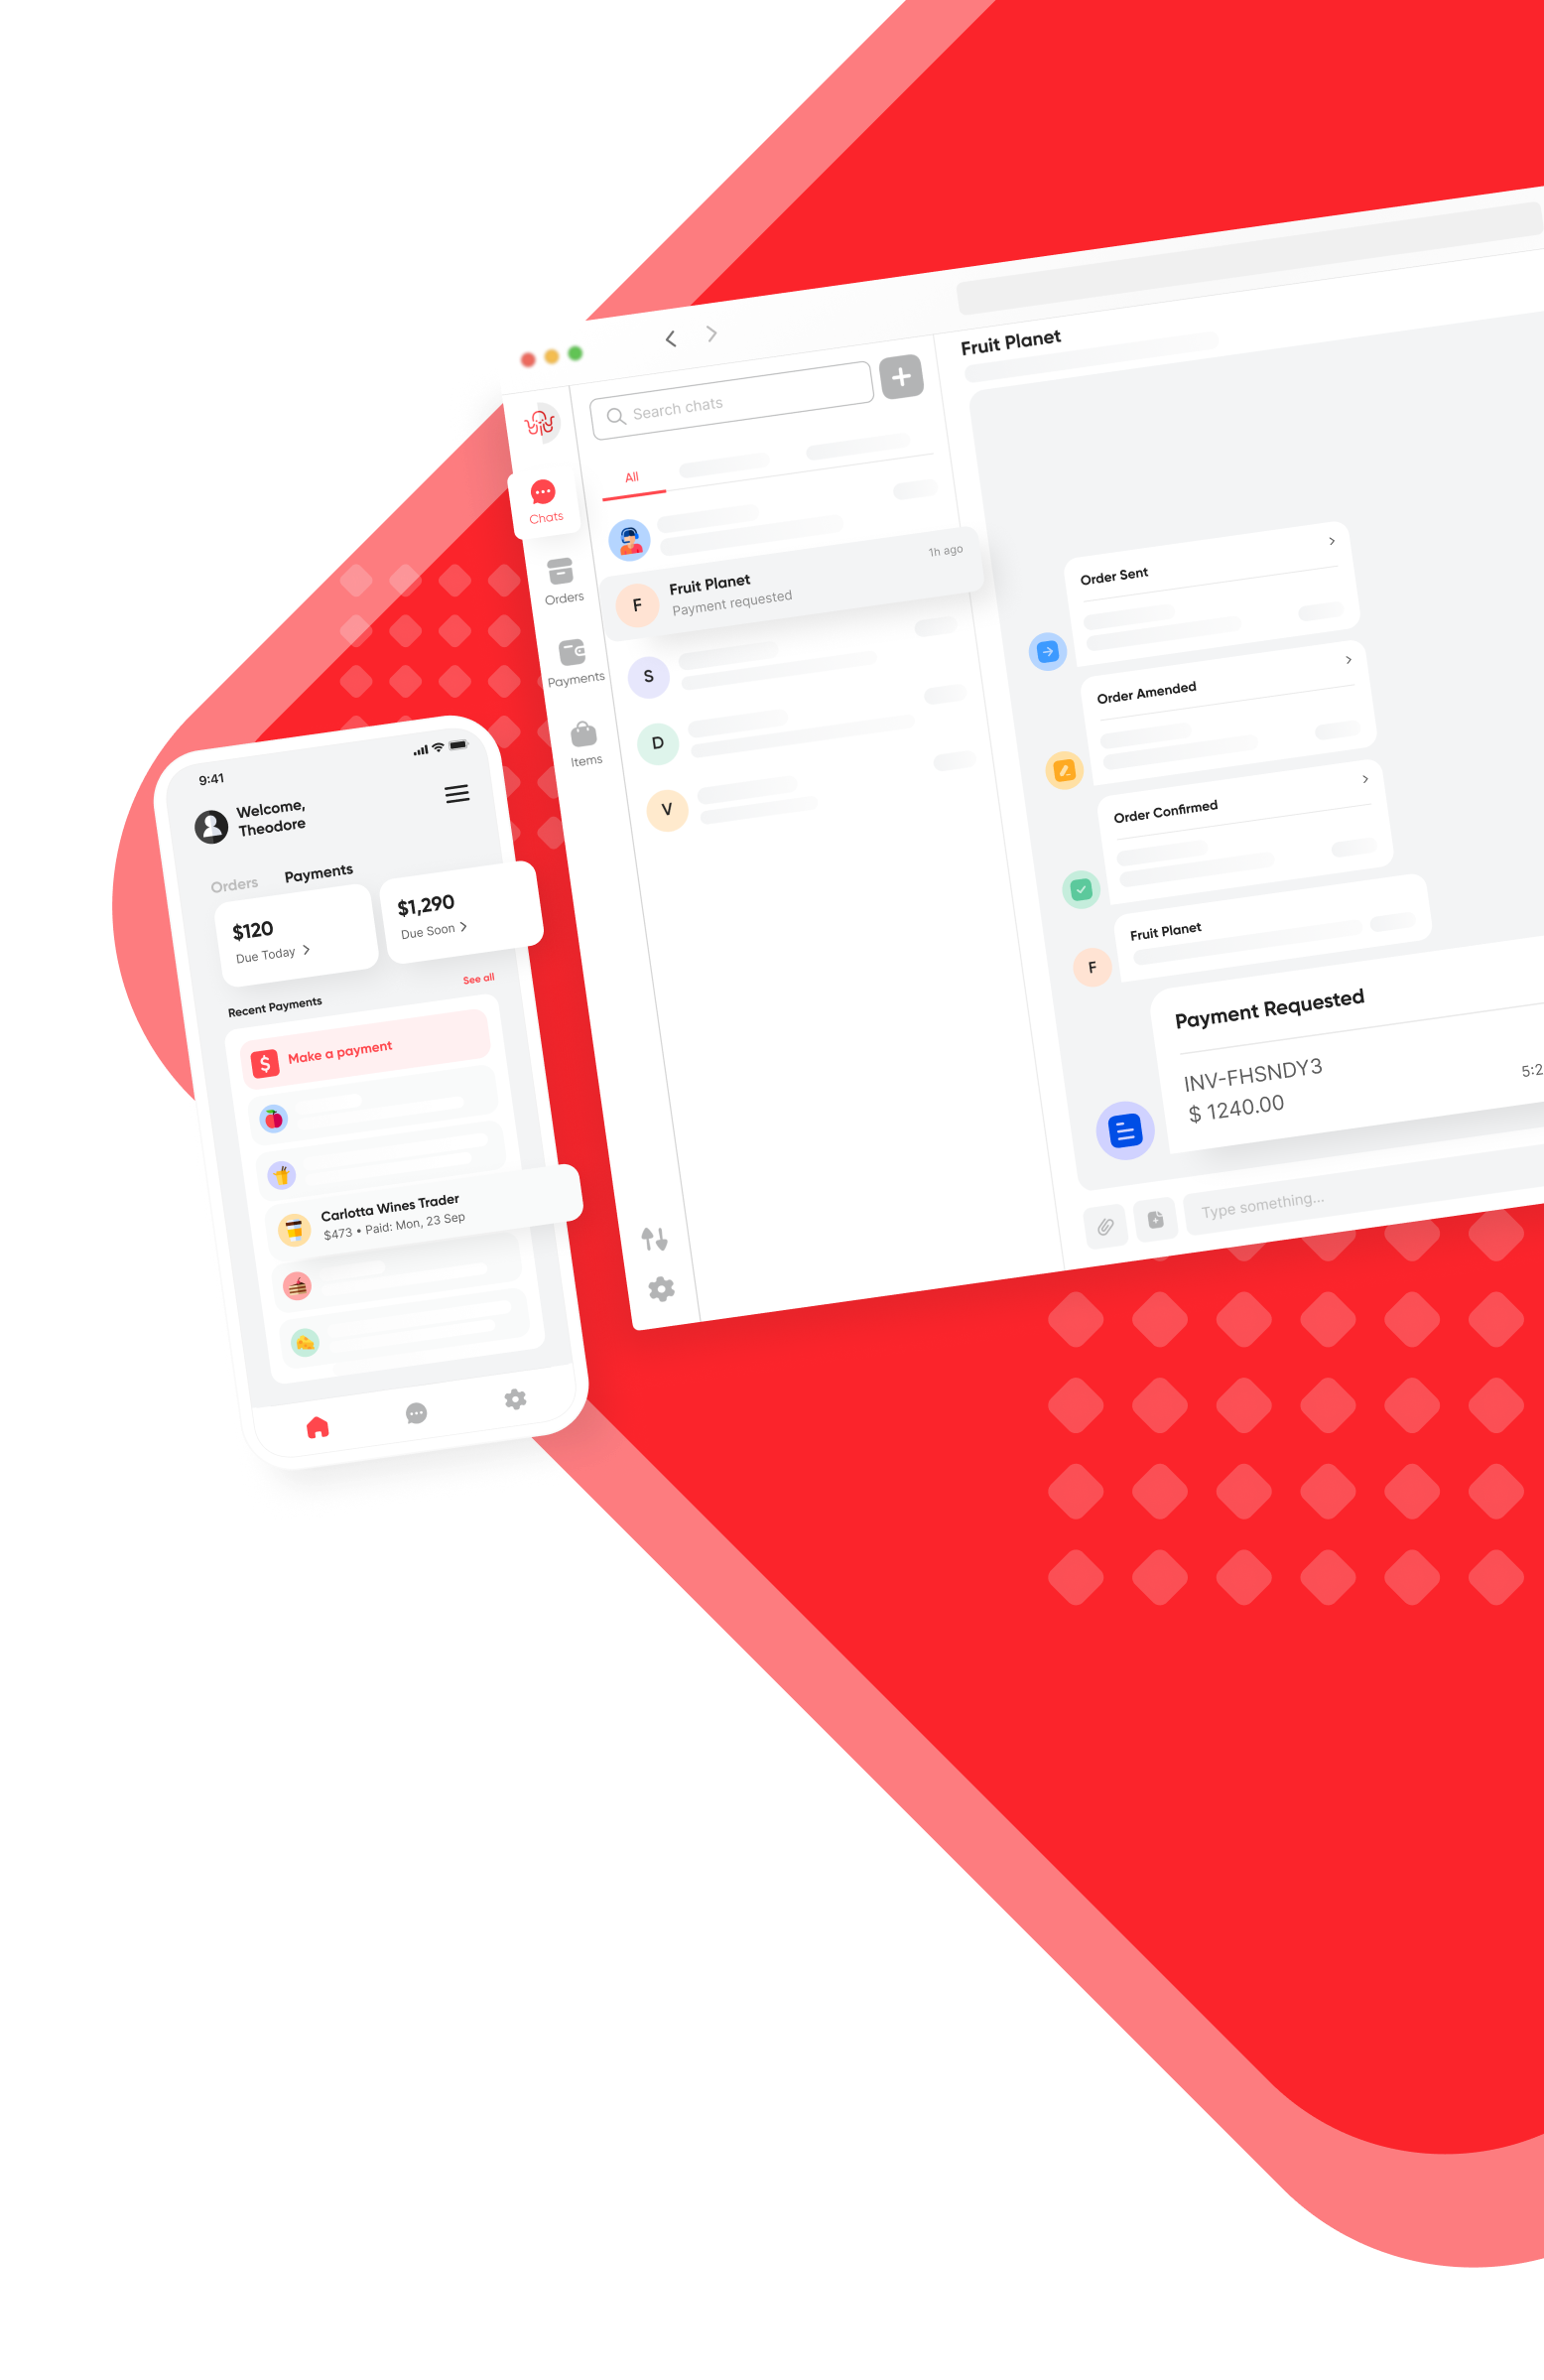 Fruit Planet
Search chats
All
Chats
Orders
Payments
Items
Fruit Planet
1h ago
Payment requested
F
S
D
V
Order Sent
Order Amended
Order Confirmed
Fruit Planet
F
Payment Requested
INV-FHSNDY3
$ 1240.00
5:2
Type something...
9:41
Welcome,
Theodore
Orders
Payments
$120
Due Today
$1,290
Due Soon
Recent Payments
See all
$
Make a payment
Carlotta Wines Trader
$473 • Paid: Mon, 23 Sep